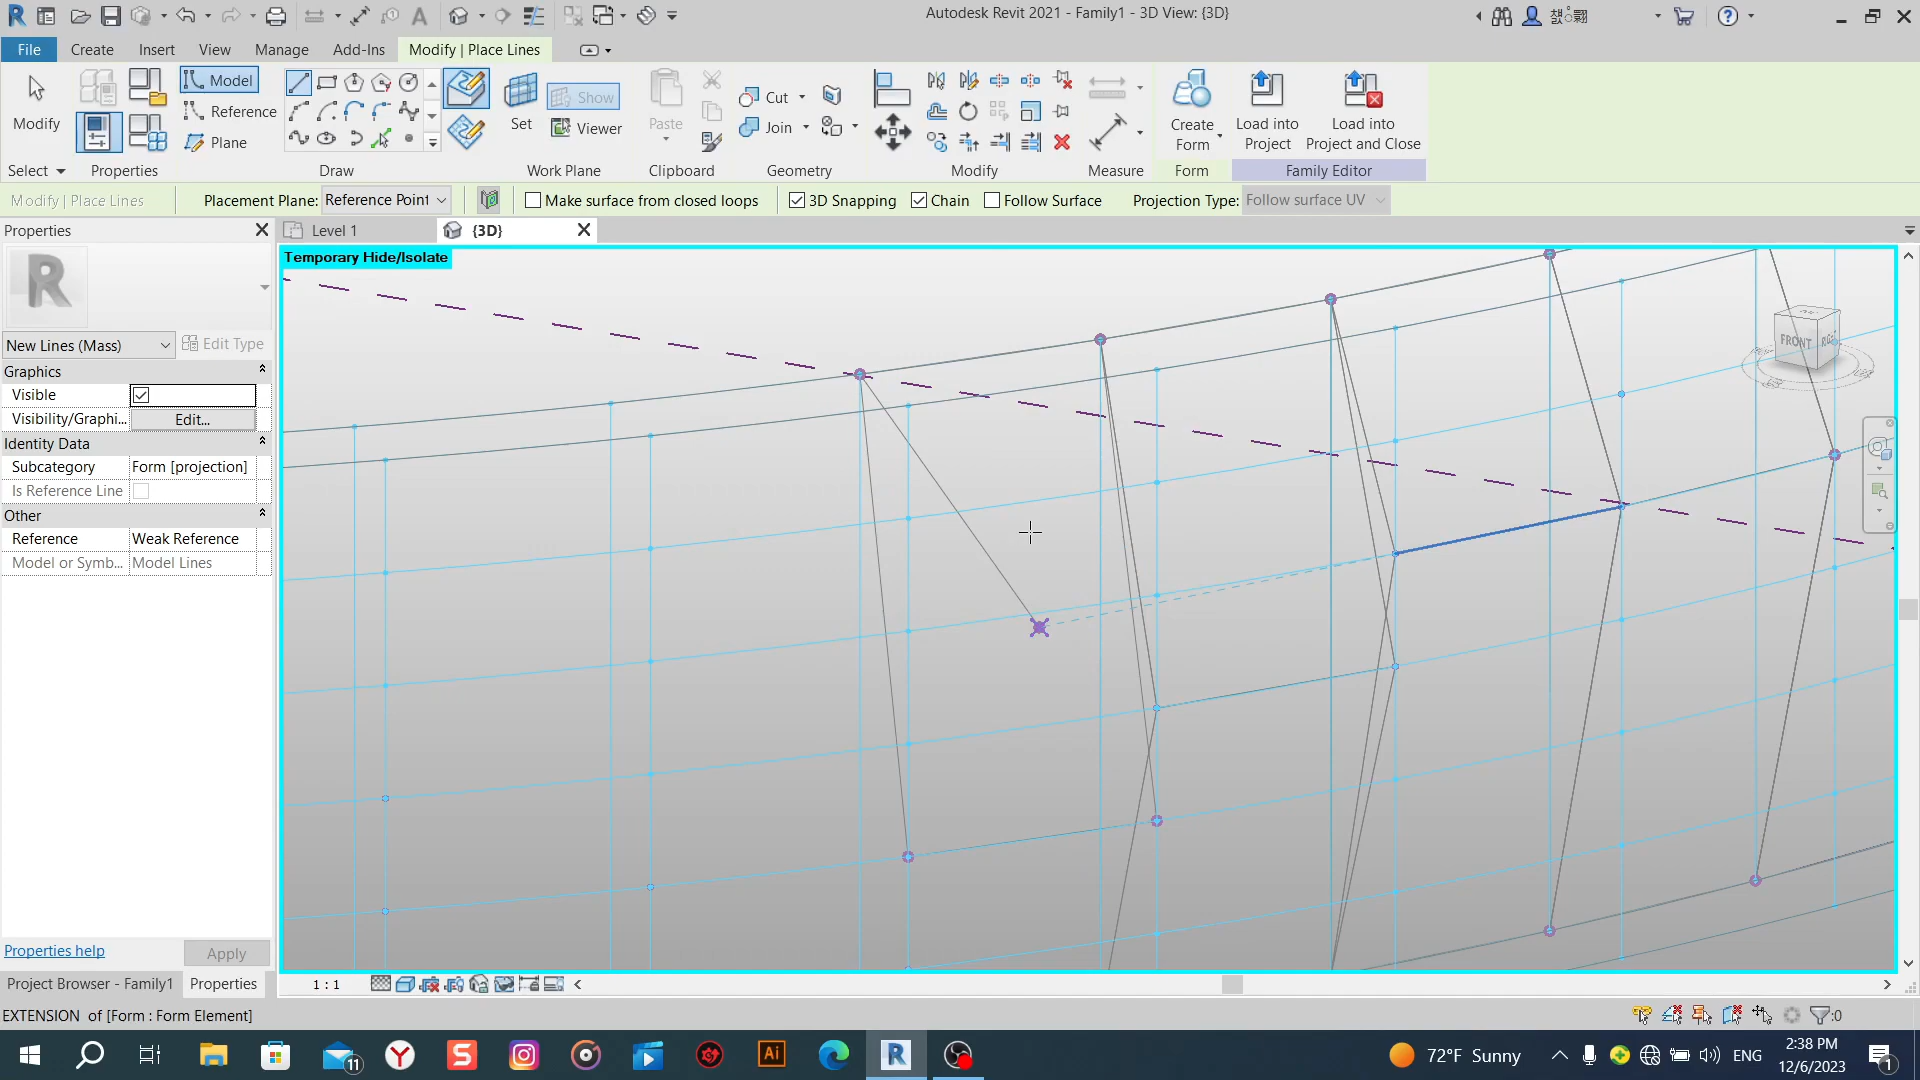 Autodesk Revit 2021 - Family1 - 3D View: {3D}
File
Create
Insert
View
Manage
Add-Ins
Modify | Place Lines
Modify
Model
Reference
Plane
Set
Show
Viewer
Paste
Cut
Join
Create
Form
Load into
Project
Load into
Project and Close
Select
Properties
Draw
Work Plane
Clipboard
Geometry
Modify
Measure
Form
Family Editor
Modify | Place Lines
Placement Plane:
Reference Point
Make surface from closed loops
3D Snapping
Chain
Follow Surface
Projection Type:
Follow surface UV
Properties
Level 1
{3D}
Temporary Hide/Isolate
R
New Lines (Mass)
Edit Type
Graphics
Visible
Visibility/Graphi...
Edit...
Identity Data
Subcategory
Form [projection]
Is Reference Line
Other
Reference
Weak Reference
Model or Symb...
Model Lines
FRONT
Properties help
Apply
Project Browser - Family1
Properties
1 : 1
EXTENSION of [Form : Form Element]
:0
11
Y
S
Ai
R
72°F Sunny
ENG
2:38 PM
12/6/2023
1